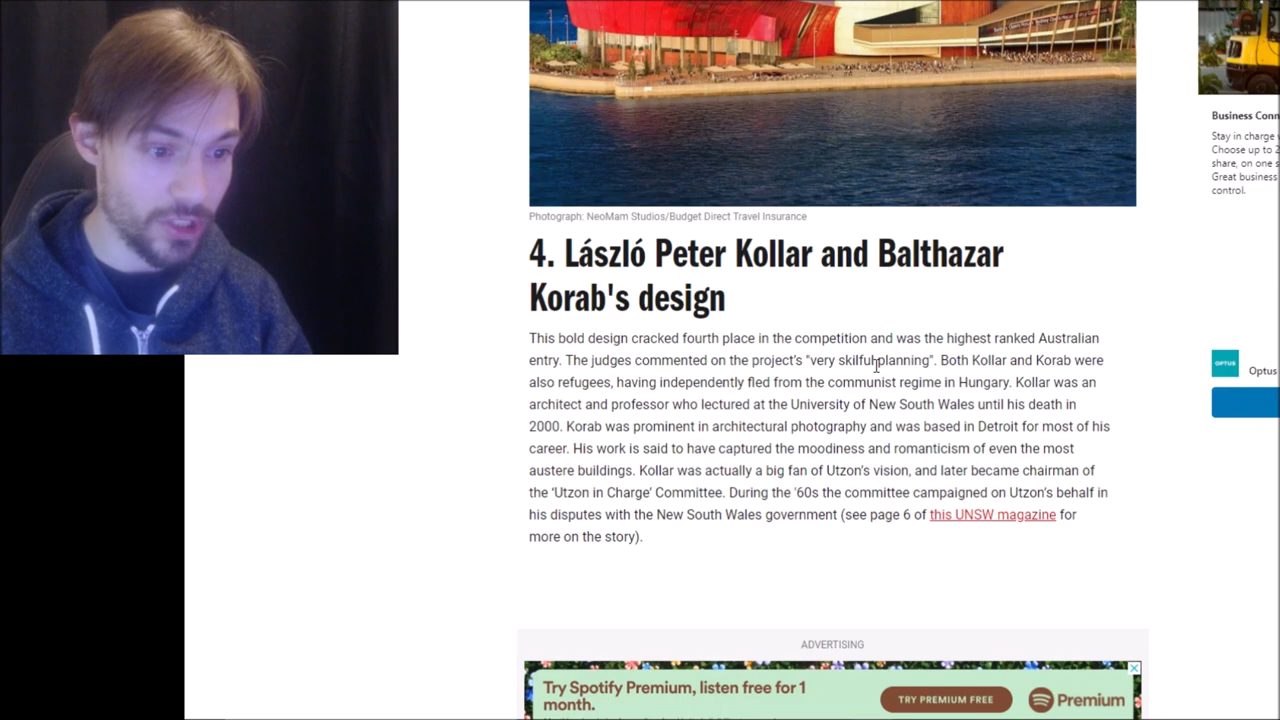 Photograph: NeoMam Studios/Budget Direct Travel Insurance
4. László Peter Kollar and Balthazar
Korab's design
This bold design cracked fourth place in the competition and was the highest ranked Australian
entry. The judges commented on the project's "very skilful planning". Both Kollar and Korab were
also refugees, having independently fled from the communist regime in Hungary. Kollar was an
architect and professor who lectured at the University of New South Wales until his death in
2000. Korab was prominent in architectural photography and was based in Detroit for most of his
career. His work is said to have captured the moodiness and romanticism of even the most
austere buildings. Kollar was actually a big fan of Utzon's vision, and later became chairman of
the ‘Utzon in Charge’ Committee. During the '60s the committee campaigned on Utzon's behalf in
his disputes with the New South Wales government (see page 6 of this UNSW magazine for
more on the story).
ADVERTISING
Try Spotify Premium, listen free for 1
month.
TRY PREMIUM FREE
Premium
Business Conn
Stay in charge
Choose up to 2
share, on one s
Great business
control.
OPTUS
Optus